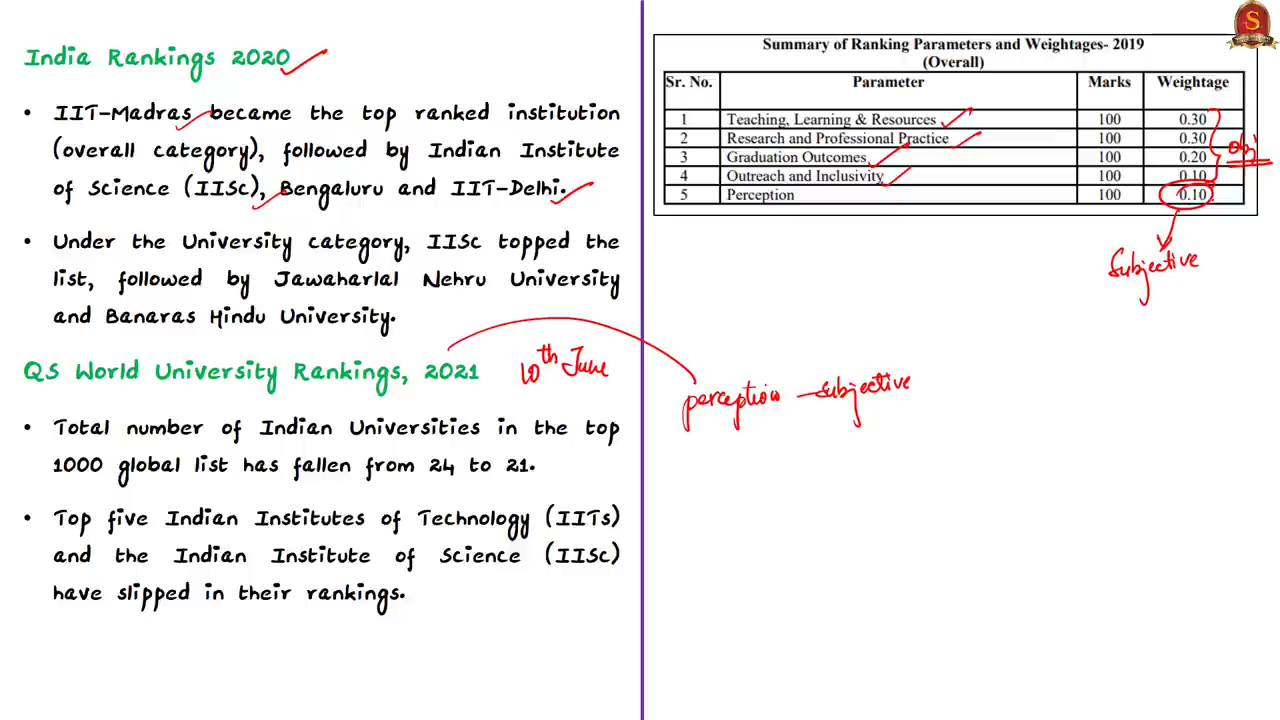 India Rankings 2020
• IIT-Madras became the top ranked institution
(overall category), followed by Indian Institute
of Science (IISc), Bengaluru and IIT-Delhi.
• Under the University category, IISc topped the
list, followed by Jawaharlal Nehru University
and Banaras Hindu University.
QS World University Rankings, 2021
10th June
• Total number of Indian Universities in the top
1000 global list has fallen from 24 to 21.
• Top five Indian Institutes of Technology (IITs)
and the Indian Institute of Science (IISc)
have slipped in their rankings.
S
Summary of Ranking Parameters and Weightages- 2019
(Overall)
Sr. No. Parameter Marks Weightage
1 Teaching, Learning & Resources 100 0.30
2 Research and Professional Practice 100 0.30
3 Graduation Outcomes 100 0.20
4 Outreach and Inclusivity 100 0.10
5 Perception 100 0.10
obj
Subjective
perception - subjective